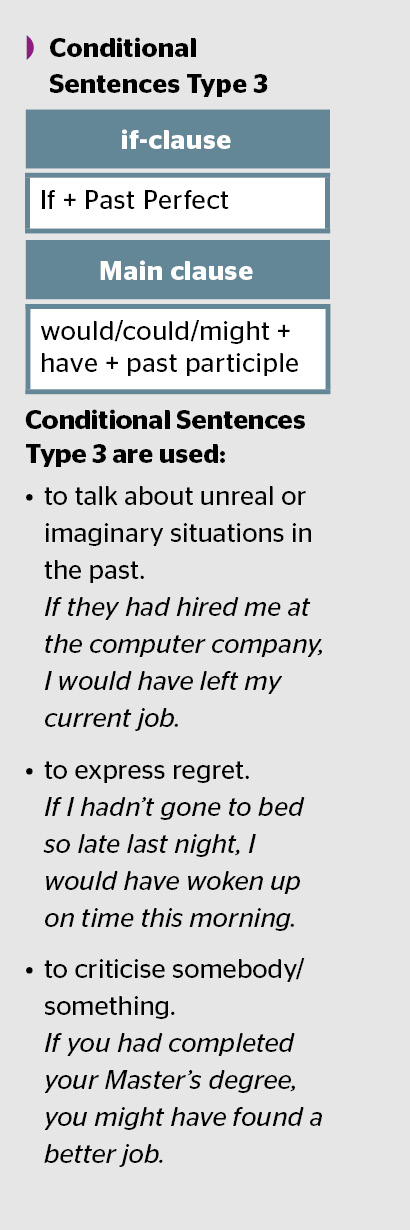 Conditional
Sentences Type 3
if-clause
If + Past Perfect
Main clause
would/could/might +
have + past participle
Conditional Sentences
Type 3 are used:
• to talk about unreal or
imaginary situations in
the past.
If they had hired me at
the computer company,
I would have left my
current job.
• to express regret.
If I hadn’t gone to bed
so late last night, I
would have woken up
on time this morning.
• to criticise somebody/
something.
If you had completed
your Master’s degree,
you might have found a
better job.